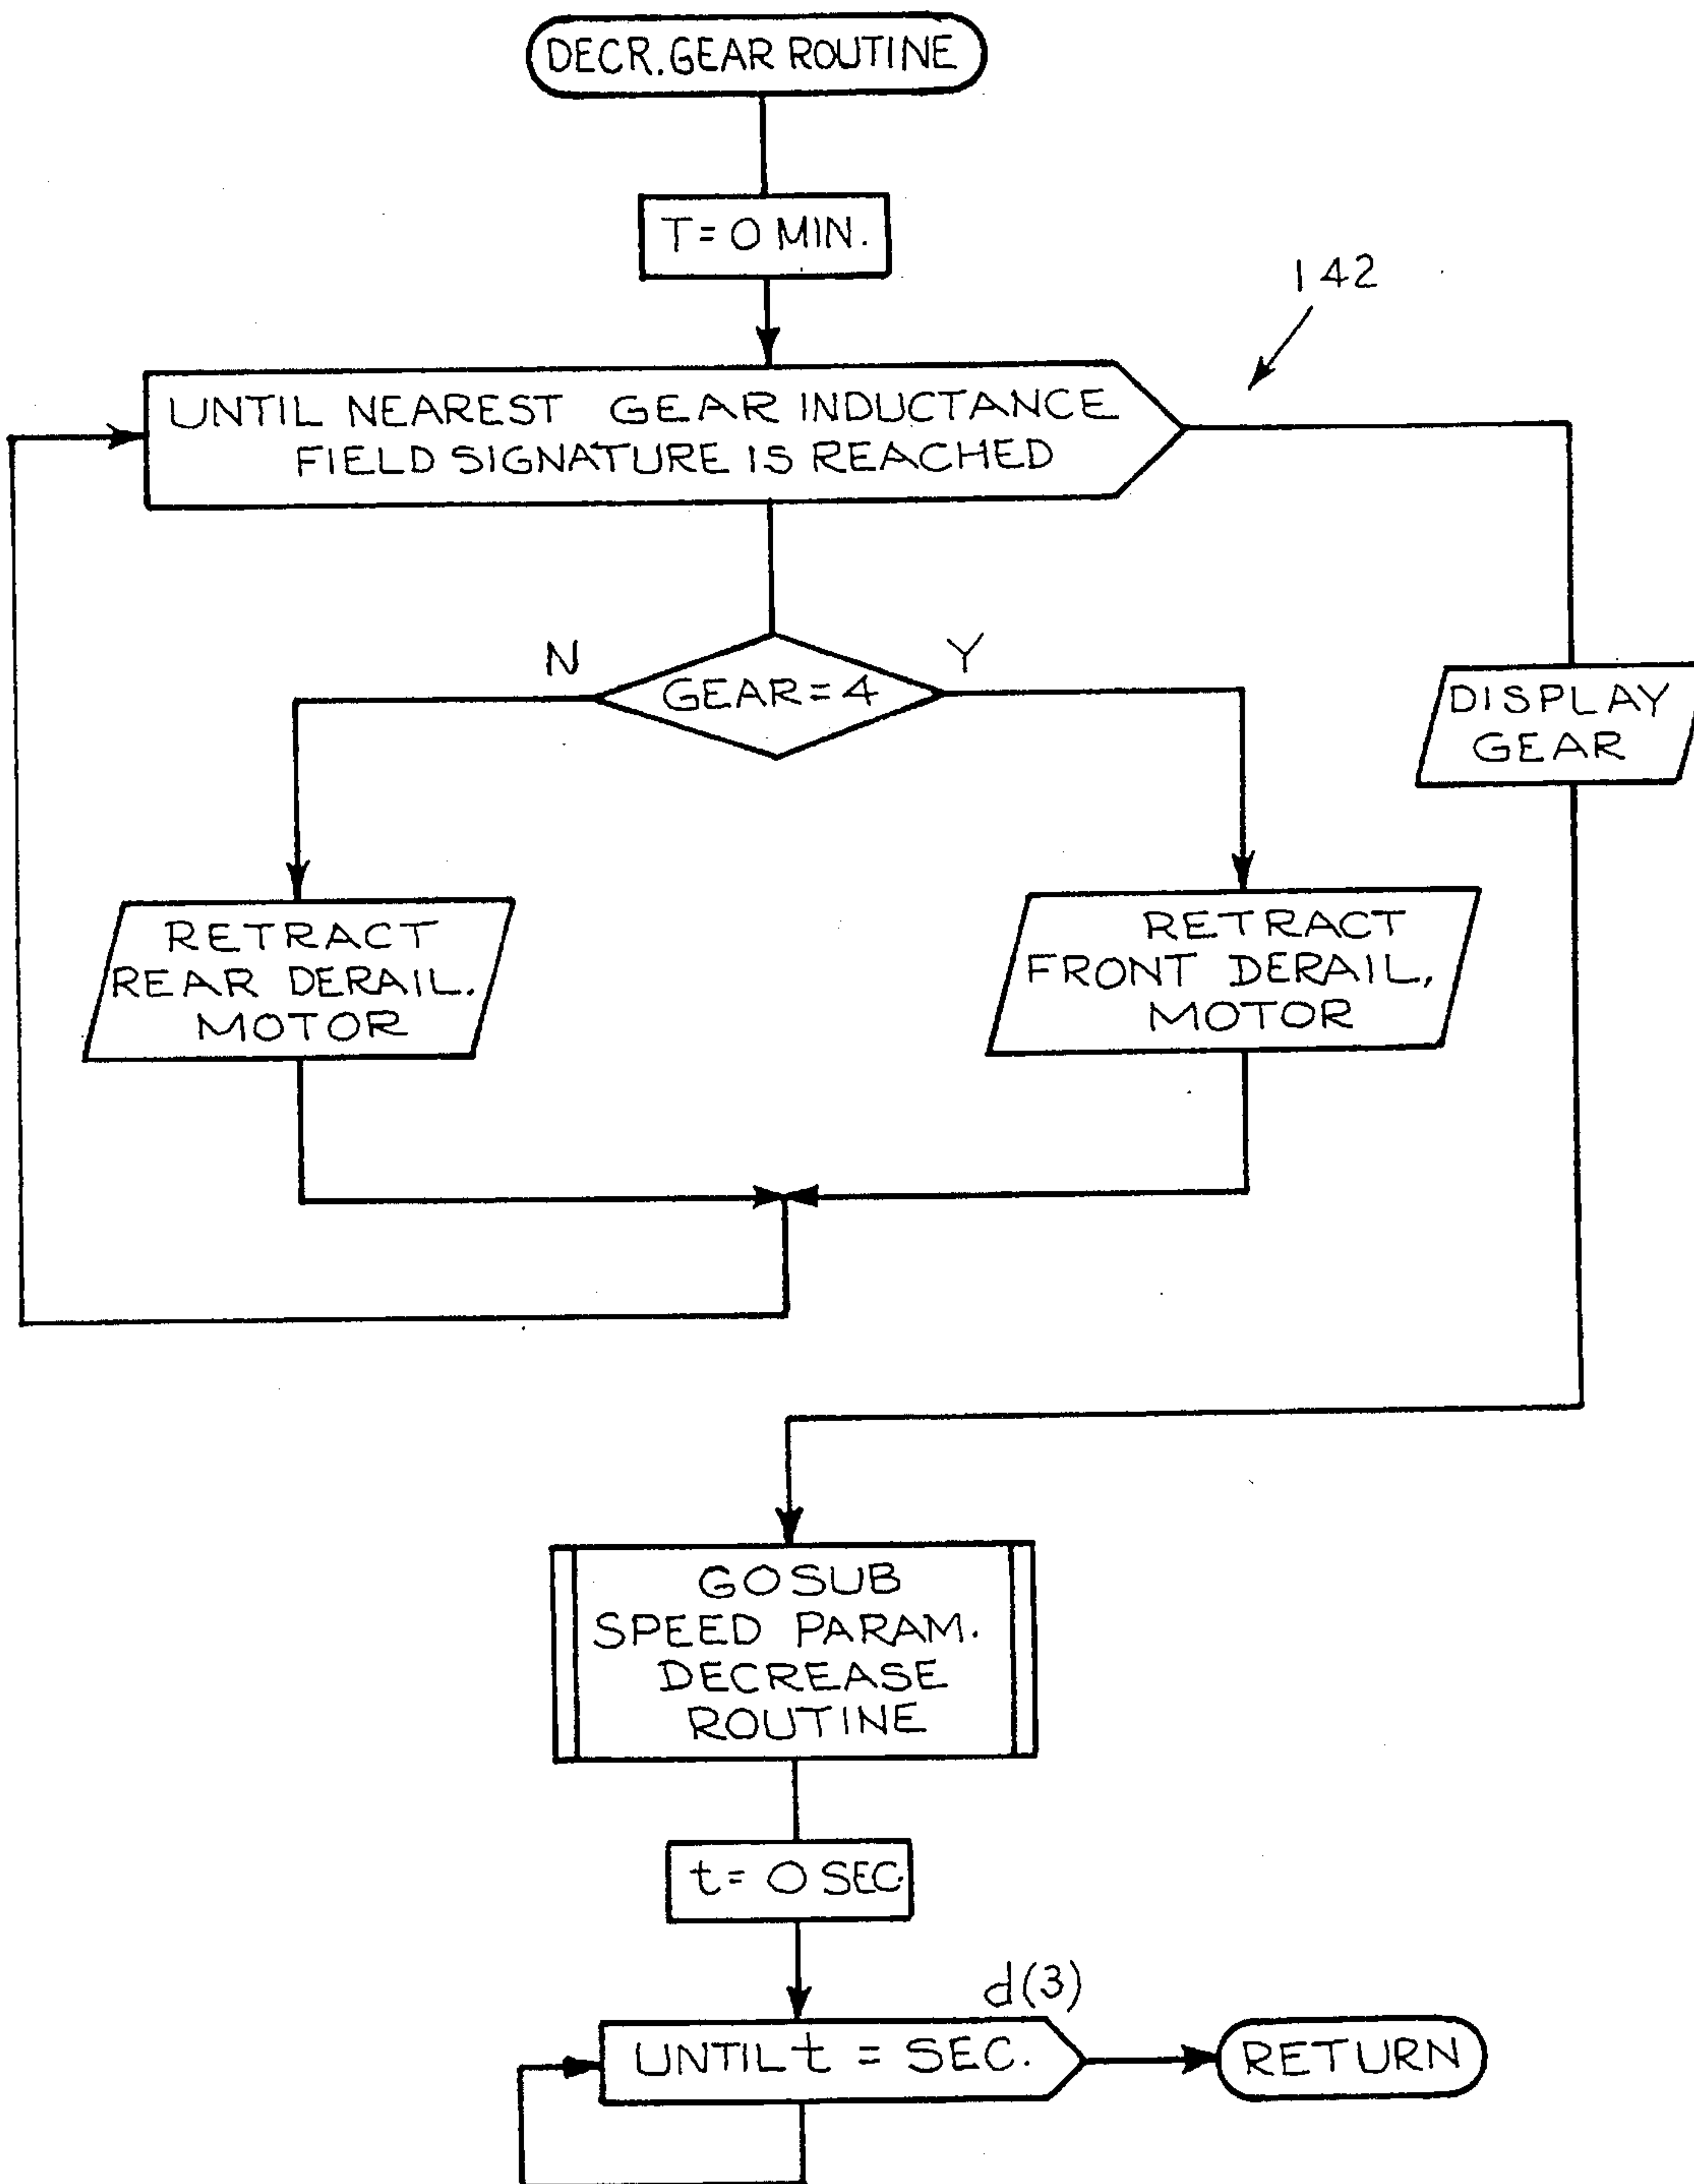 DECR. GEAR ROUTINE
T = 0 MIN.
142
UNTIL NEAREST GEAR INDUCTANCE
FIELD SIGNATURE IS REACHED
N
Y
GEAR = 4
DISPLAY
GEAR
RETRACT
REAR DERAIL.
MOTOR
RETRACT
FRONT DERAIL,
MOTOR
GOSUB
SPEED PARAM.
DECREASE
ROUTINE
t = 0 SEC.
d(3)
UNTIL t = SEC.
RETURN